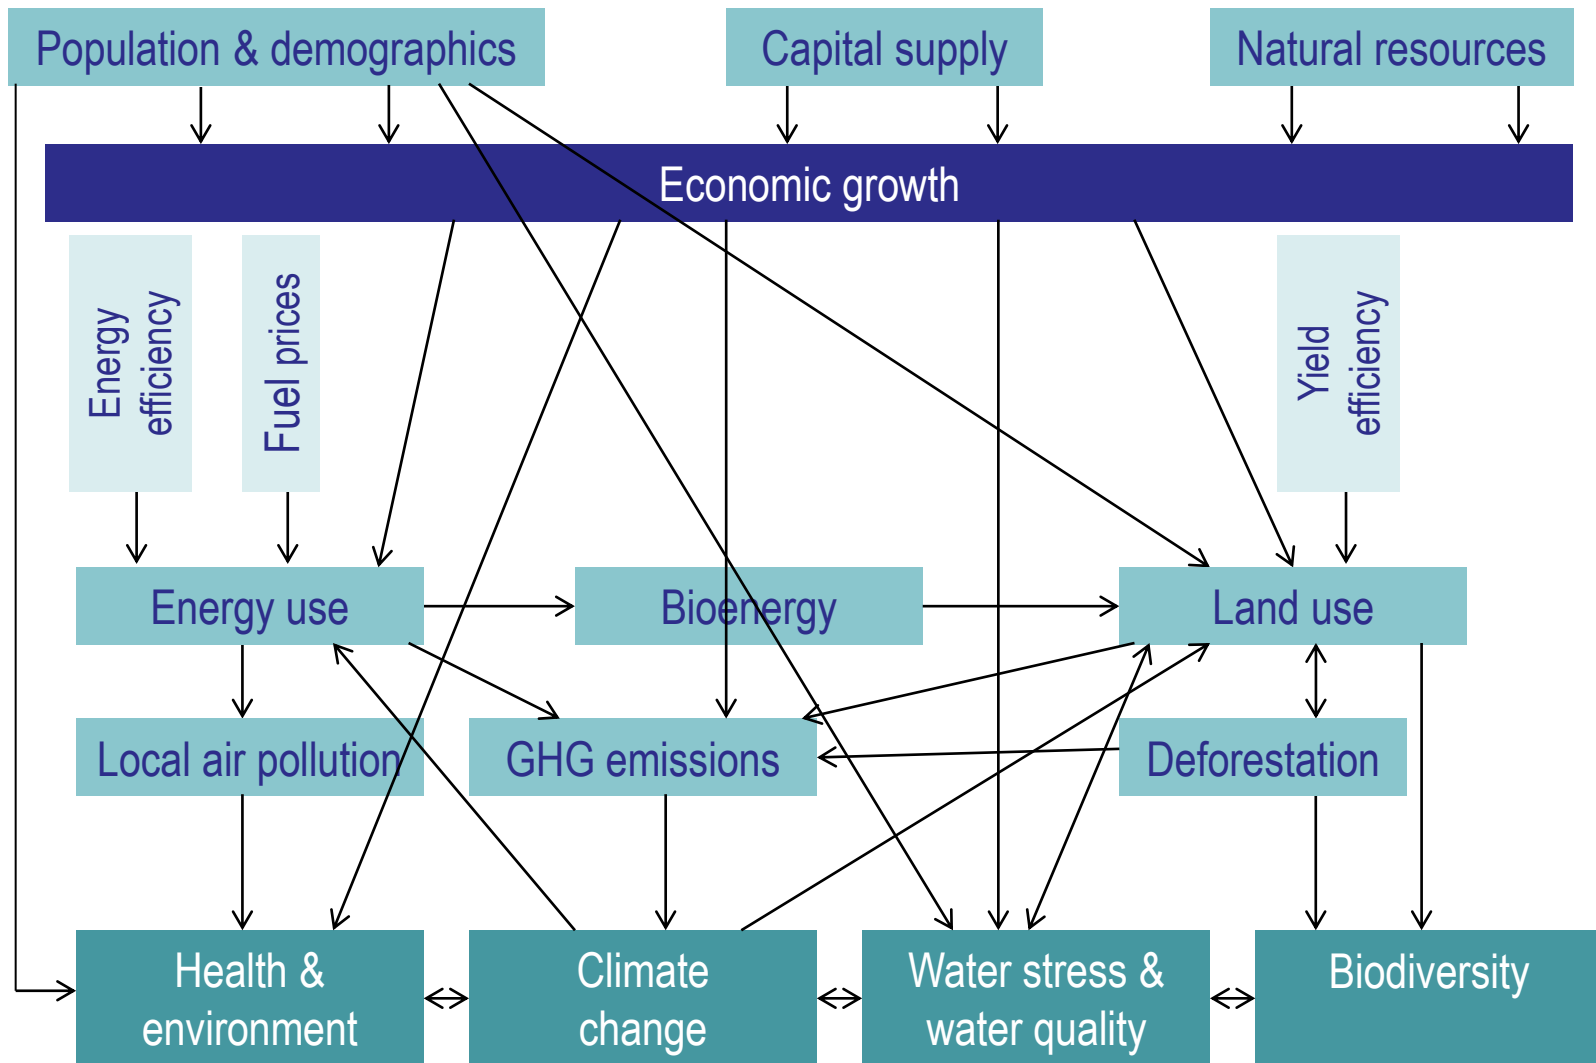 Population & demographics
Capital supply
Natural resources
Economic growth
Energy
efficiency
Fuel prices
Yield
efficiency
Energy use
Bioenergy
Land use
Local air pollution
GHG emissions
Deforestation
Health &
environment
Climate
change
Water stress &
water quality
Biodiversity